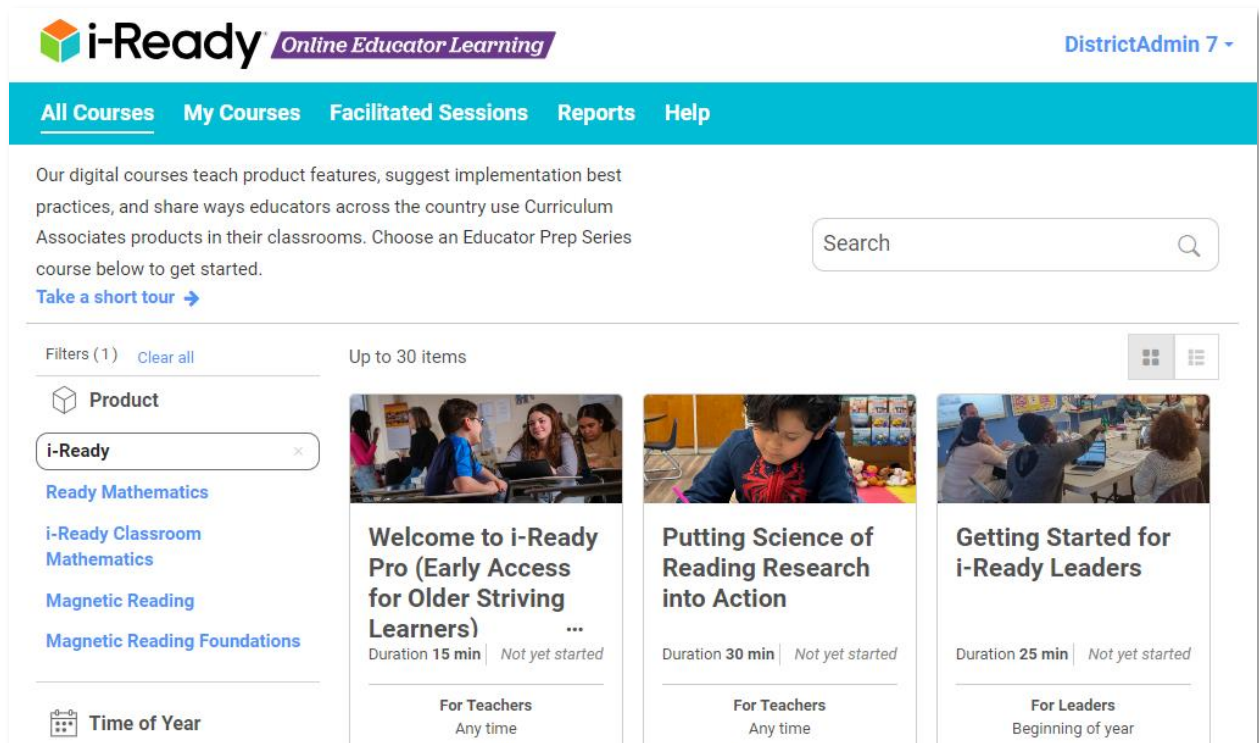 i-Ready Online Educator Learning
DistrictAdmin 7
All Courses My Courses Facilitated Sessions Reports Help
Our digital courses teach product features, suggest implementation best
practices, and share ways educators across the country use Curriculum
Associates products in their classrooms. Choose an Educator Prep Series
course below to get started.
Take a short tour →
Search
Filters (1) Clear all
Up to 30 items
Product
i-Ready ×
Ready Mathematics
i-Ready Classroom
Mathematics
Magnetic Reading
Magnetic Reading Foundations
Time of Year
Welcome to i-Ready
Pro (Early Access
for Older Striving
Learners) ...
Duration 15 min Not yet started
For Teachers
Any time
Putting Science of
Reading Research
into Action
Duration 30 min Not yet started
For Teachers
Any time
Getting Started for
i-Ready Leaders
Duration 25 min Not yet started
For Leaders
Beginning of year